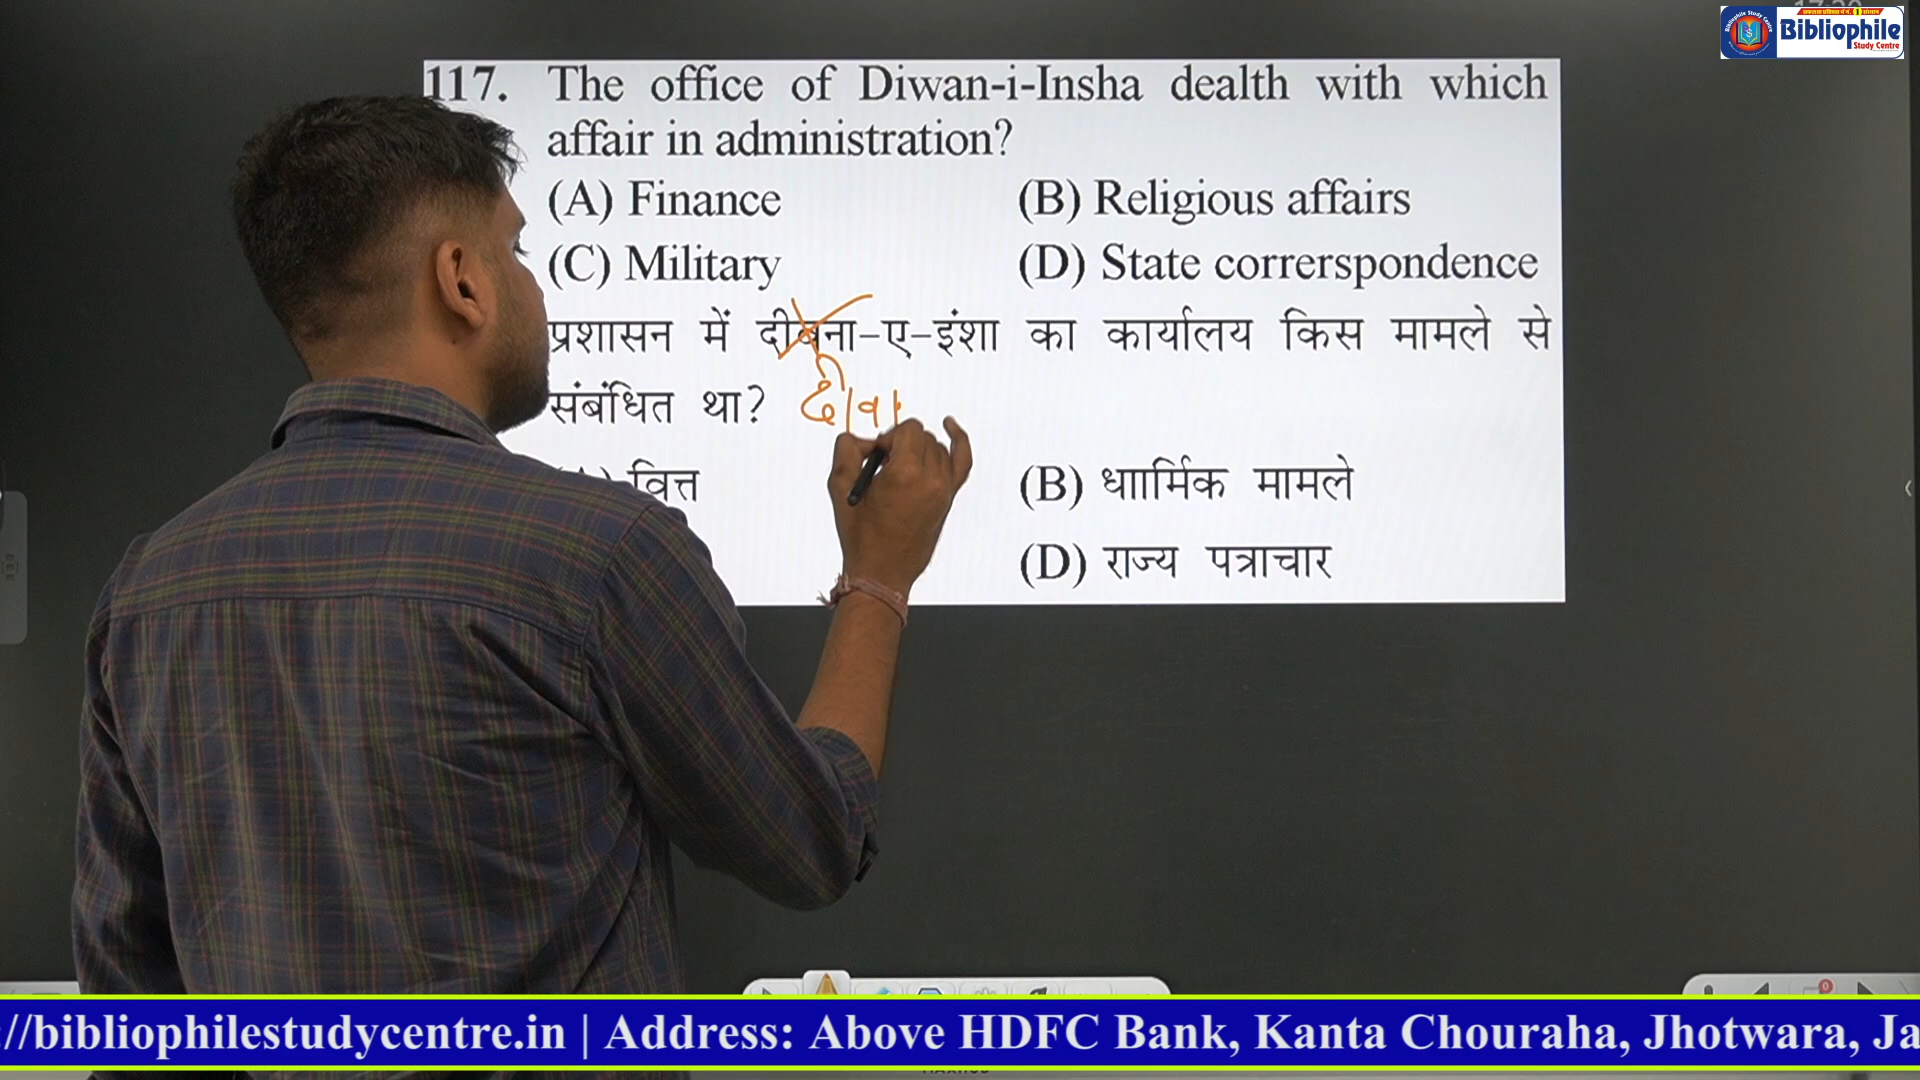 Bibliophile
Study Centre
117. The office of Diwan-i-Insha dealth with which
affair in administration?
(A) Finance (B) Religious affairs
(C) Military (D) State correrspondence
प्रशासन में दीवना-ए-इंशा का कार्यालय किस मामले से
संबंधित था? दीवा
वित्त (B) धाार्मिक मामले
(D) राज्य पत्राचार
://bibliophilestudycentre.in | Address: Above HDFC Bank, Kanta Chouraha, Jhotwara, Ja